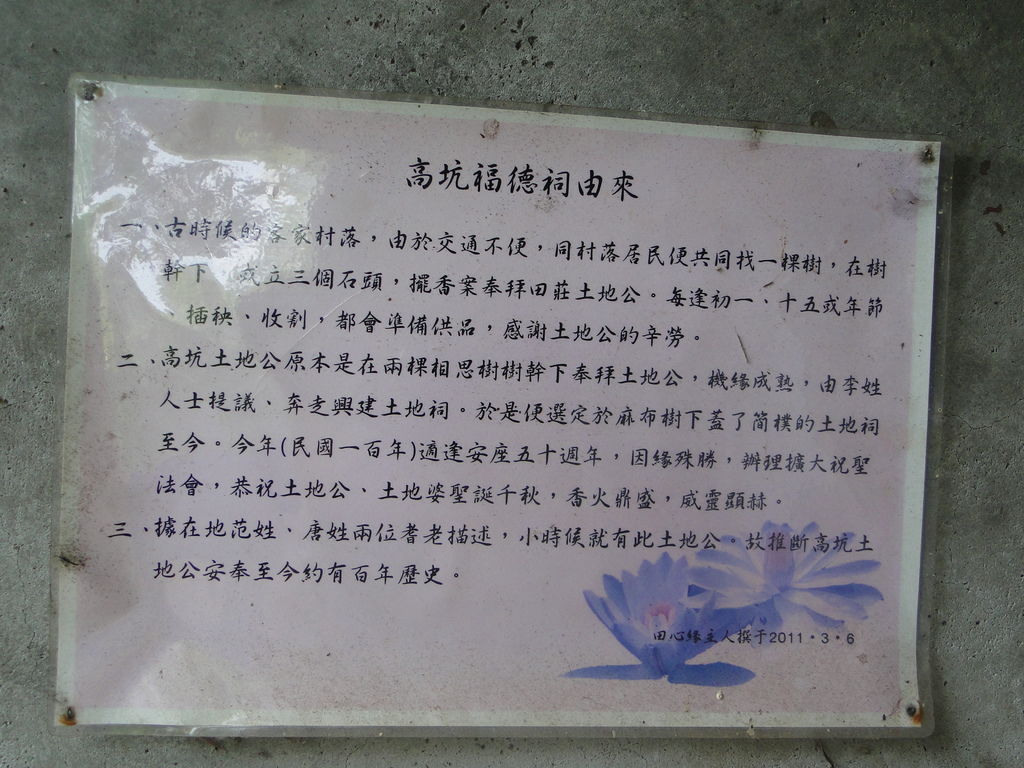 高坑福德祠由來
一、古時候的客家村落，由於交通不便，同村落居民便共同找一棵樹，在樹
幹下 或立三個石頭，擺香案奉拜田莊土地公。每逢初一、十五或年節
、插秧、收割，都會準備供品，感謝土地公的辛勞。
二、高坑土地公原本是在兩棵相思樹樹幹下奉拜土地公，機緣成熟，由李姓
人士提議、奔走興建土地祠。於是便選定於麻布樹下蓋了簡樸的土地祠
至今。今年(民國一百年)適逢安座五十週年，因緣殊勝，辦理擴大祝聖
法會，恭祝土地公、土地婆聖誕千秋，香火鼎盛，威靈顯赫。
三、據在地范姓、唐姓兩位耆老描述，小時候就有此土地公。故推斷高坑土
地公安奉至今約有百年歷史。
田心緣主人撰于2011·3·6